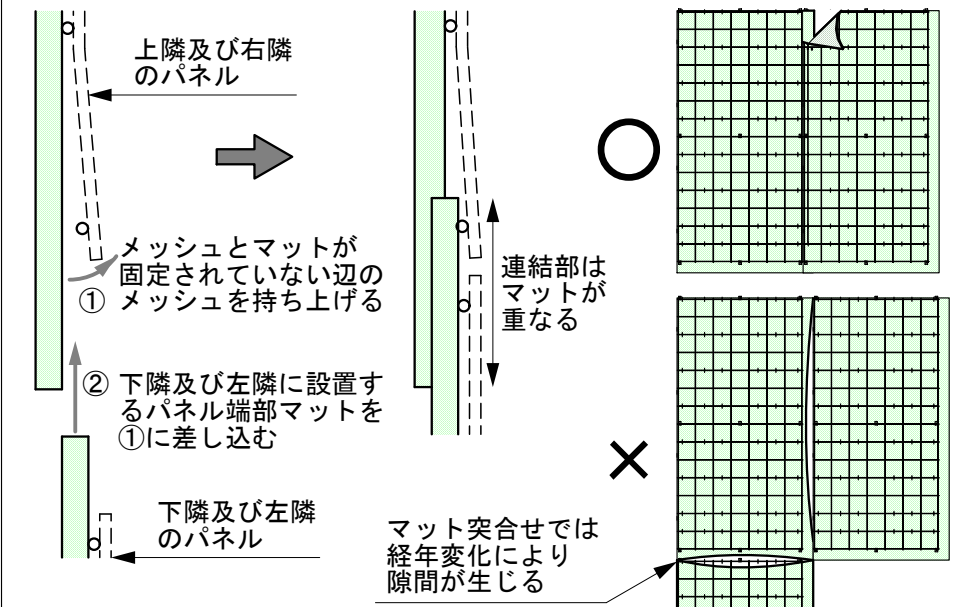 上隣及び右隣
のパネル
メッシュとマットが
固定されていない辺の
① メッシュを持ち上げる
② 下隣及び左隣に設置す
るパネル端部マットを
①に差し込む
下隣及び左隣
のパネル
連結部は
マットが
重なる
マット突合せでは
経年変化により
隙間が生じる